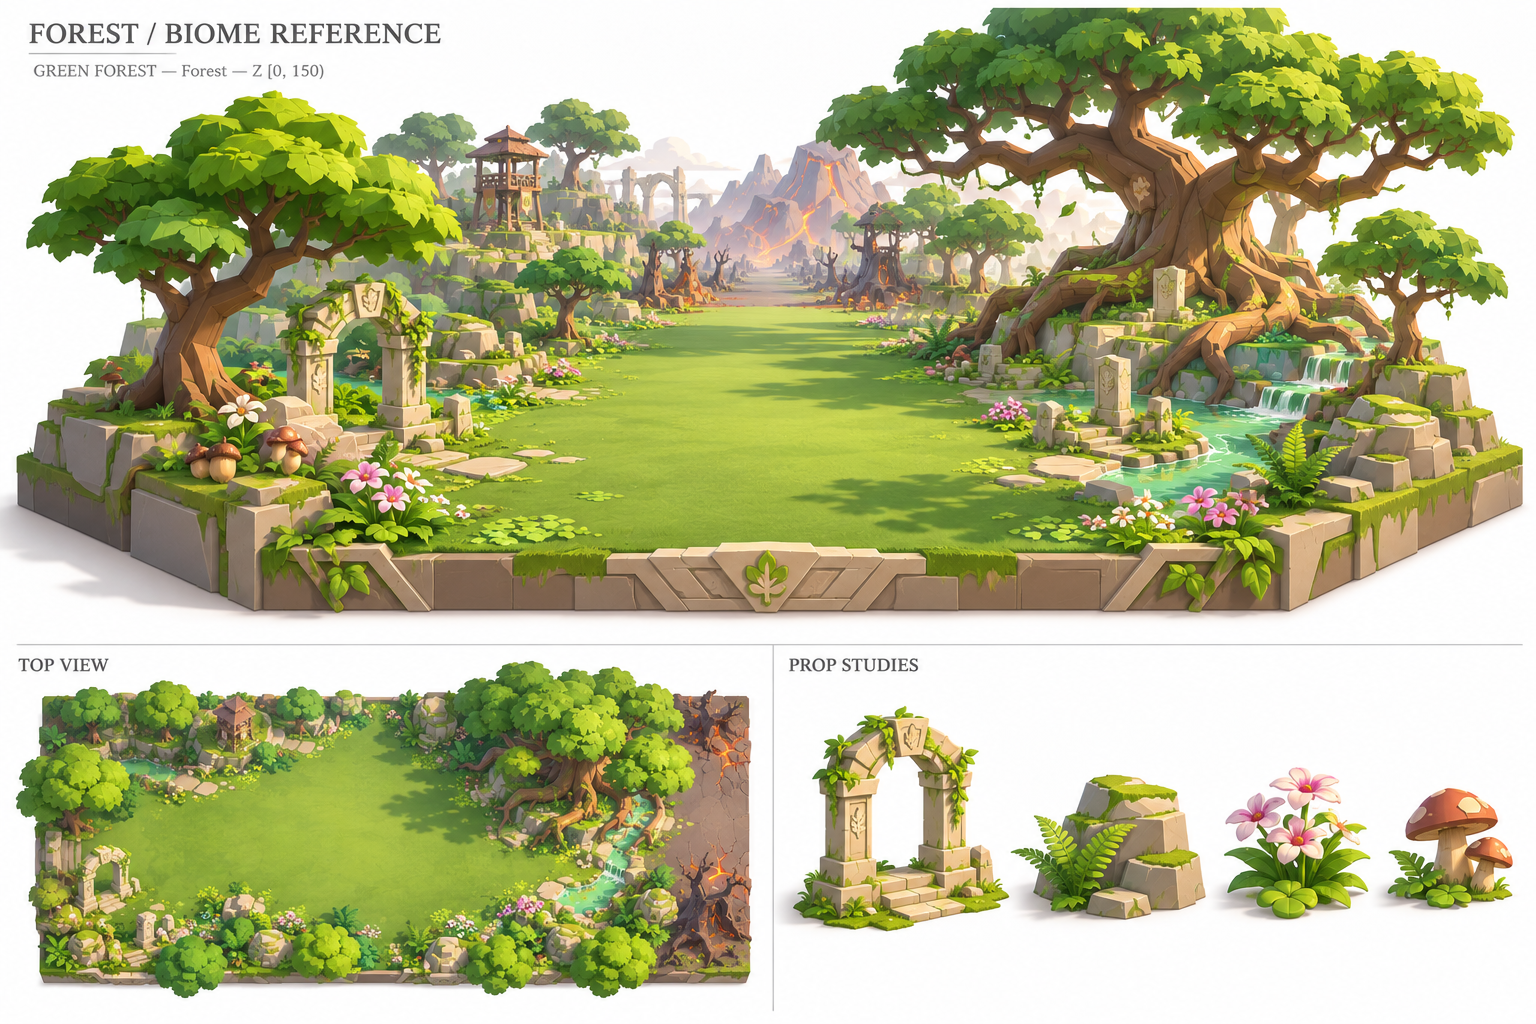 FOREST / BIOME REFERENCE
GREEN FOREST — Forest — Z [0, 150)
TOP VIEW
PROP STUDIES